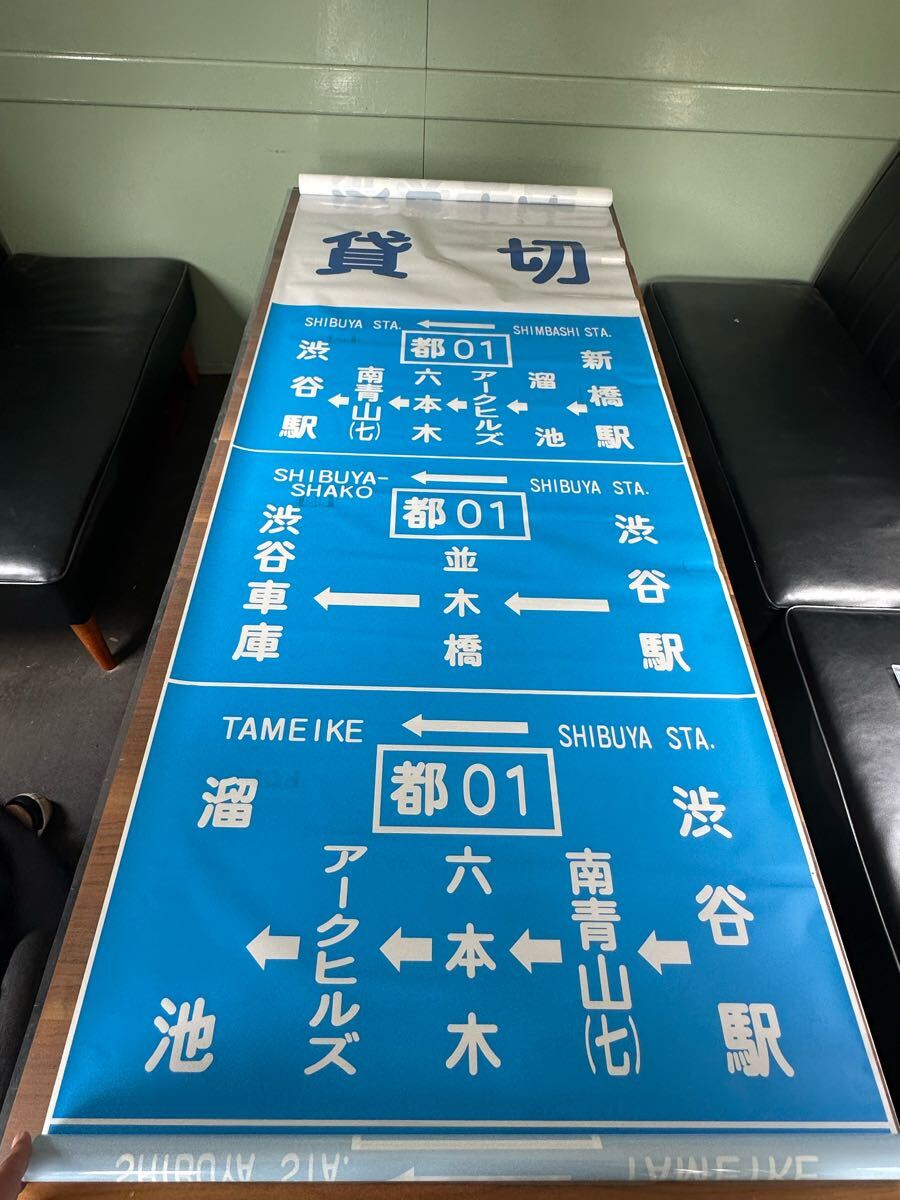 貸切
SHIBUYA STA. ← SHIMBASHI STA.
都01
新橋駅
←
溜池
←
アークヒルズ
←
六本木
←
南青山(七)
←
渋谷駅
SHIBUYA-SHAKO ← SHIBUYA STA.
都01
渋谷駅
←
並木橋
←
渋谷車庫
TAMEIKE ← SHIBUYA STA.
都01
渋谷駅
←
南青山(七)
←
六本木
←
アークヒルズ
←
溜池
SHIBUYA STA. ← TAMEIKE